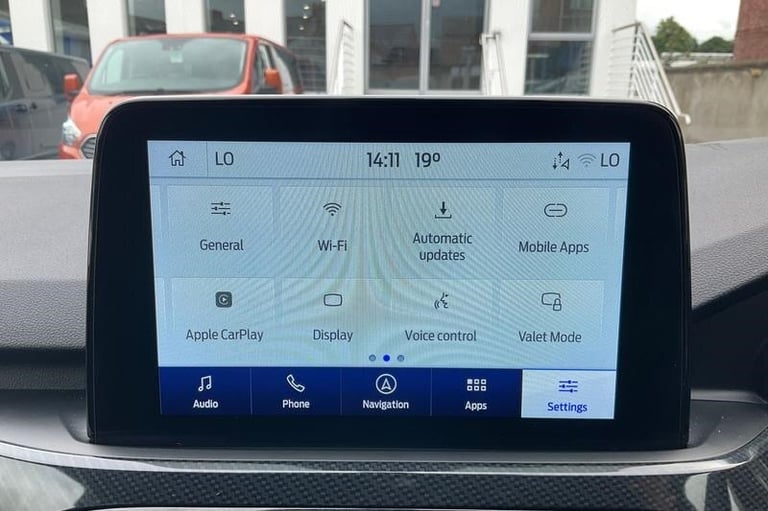 LO 14:11 19º LO
General Wi-Fi Automatic updates Mobile Apps
Apple CarPlay Display Voice control Valet Mode
Audio Phone Navigation Apps Settings